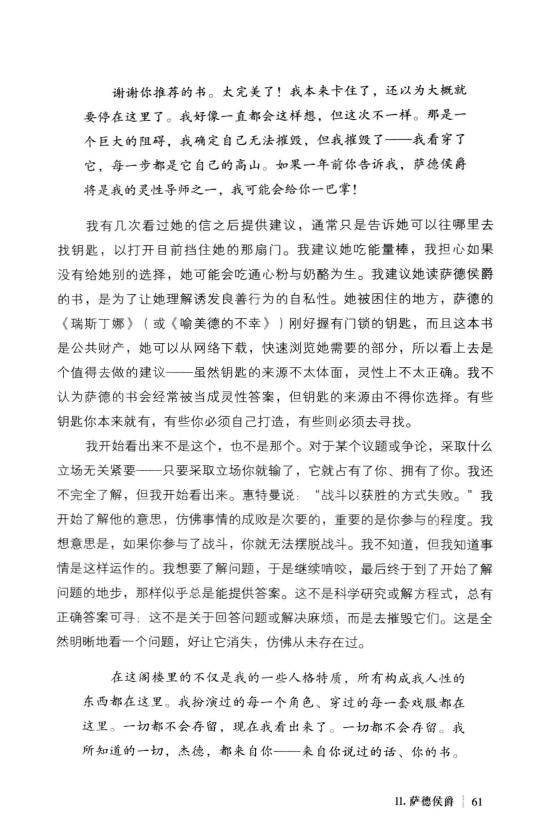 谢谢你推荐的书。太完美了！我本来卡住了，还以为大概就
要停在这里了。我好像一直都会这样想，但这次不一样。那是一
个巨大的阻碍，我确定自己无法摧毁，但我摧毁了——我看穿了
它，每一步都是它自己的高山。如果一年前你告诉我，萨德侯爵
将是我的灵性导师之一，我可能会给你一巴掌！
我有几次看过她的信之后提供建议，通常只是告诉她可以往哪里去
找钥匙，以打开目前挡住她的那扇门。我建议她吃能量棒，我担心如果
没有给她别的选择，她可能会吃通心粉与奶酪为生。我建议她读萨德侯爵
的书，是为了让她理解诱发良善行为的自私性。她被困住的地方，萨德的
《瑞斯丁娜》（或《喻美德的不幸》）刚好握有门锁的钥匙，而且这本书
是公共财产，她可以从网络下载，快速浏览她需要的部分，所以看上去是
个值得去做的建议——虽然钥匙的来源不太体面，灵性上不太正确。我不
认为萨德的书会经常被当成灵性答案，但钥匙的来源由不得你选择。有些
钥匙你本来就有，有些你必须自己打造，有些则必须去寻找。
我开始看出来不是这个，也不是那个。对于某个议题或争论，采取什么
立场无关紧要——只要采取立场你就输了，它就占有了你、拥有了你。我还
不完全了解，但我开始看出来。惠特曼说：“战斗以获胜的方式失败。”我
开始了解他的意思，仿佛事情的成败是次要的，重要的是你参与的程度。我
想意思是，如果你参与了战斗，你就无法摆脱战斗。我不知道，但我知道事
情是这样运作的。我想要了解问题，于是继续啃咬，最后终于到了开始了解
问题的地步，那样似乎总是能提供答案。这不是科学研究或解方程式，总有
正确答案可寻；这不是关于回答问题或解决麻烦，而是去摧毁它们。这是全
然明晰地看一个问题，好让它消失，仿佛从未存在过。
在这阁楼里的不仅是我的一些人格特质，所有构成我人性的
东西都在这里。我扮演过的每一个角色、穿过的每一套戏服都在
这里。一切都不会存留，现在我看出来了。一切都不会存留。我
所知道的一切，杰德，都来自你——来自你说过的话、你的书。
11. 萨德侯爵 | 61